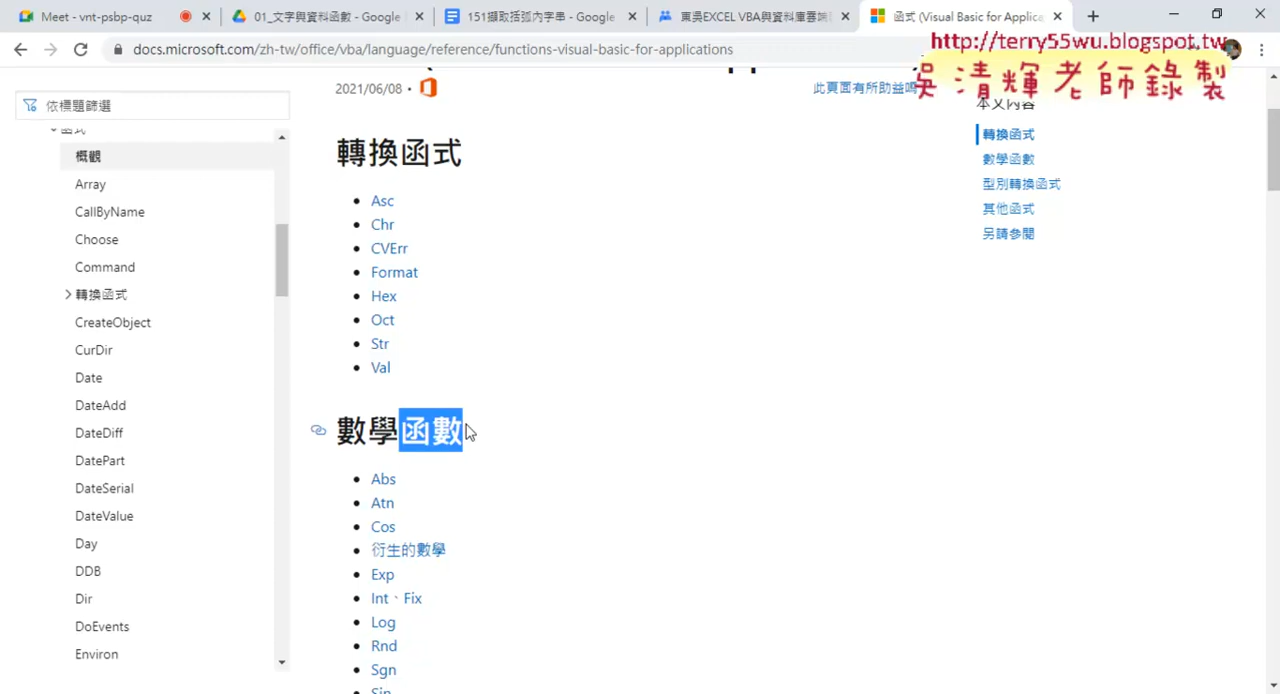 Meet - vnt-psbp-quz
01_文字與資料函數 - Google
151擷取括弧內字串 - Google
東吳EXCEL VBA與資料庫雲端
函式 (Visual Basic for Applica
docs.microsoft.com/zh-tw/office/vba/language/reference/functions-visual-basic-for-applications
http://terry55wu.blogspot.tw
吳清輝老師錄製
2021/06/08 •
此頁面有所助益嗎
依標題篩選
函式
概觀
Array
CallByName
Choose
Command
轉換函式
CreateObject
CurDir
Date
DateAdd
DateDiff
DatePart
DateSerial
DateValue
Day
DDB
Dir
DoEvents
Environ
轉換函式
Asc
Chr
CVErr
Format
Hex
Oct
Str
Val
數學函數
Abs
Atn
Cos
衍生的數學
Exp
Int、Fix
Log
Rnd
Sgn
Sin
本文內容
轉換函式
數學函數
型別轉換函式
其他函式
另請參閱